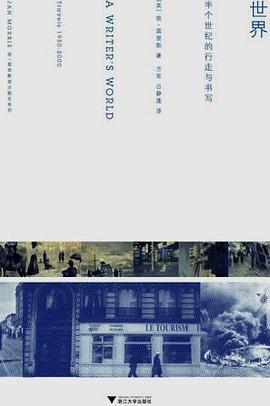 世界
半个世纪的行走与书写
[英] 简·莫里斯 著 方军 吕静莲 译
A WRITER'S WORLD
Travels 1950-2000
JAN MORRIS
LE TOURISME
浙江大学出版社